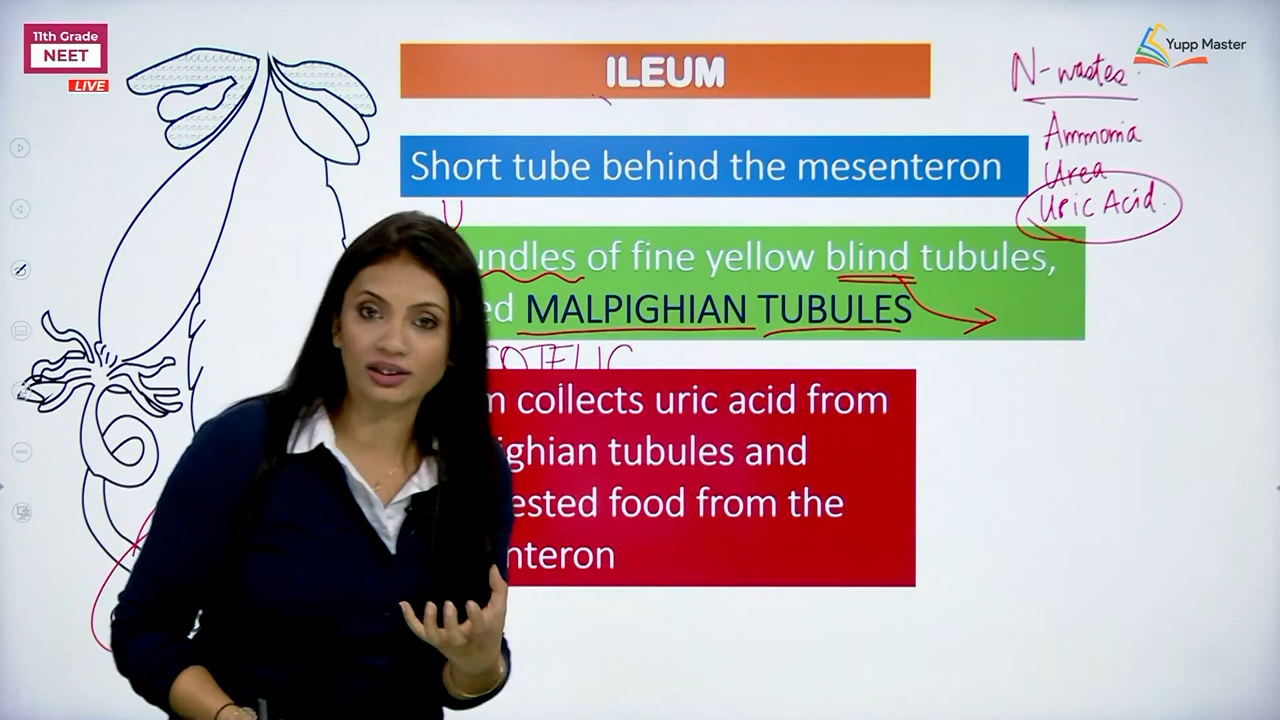 11th Grade
NEET
LIVE
ILEUM
Yupp Master
N-wastes
Short tube behind the mesenteron
Ammonia
Urea
Uric Acid.
U
undles of fine yellow blind tubules,
ed MALPIGHIAN TUBULES
OTELIC
m collects uric acid from
ighian tubules and
ested food from the
nteron